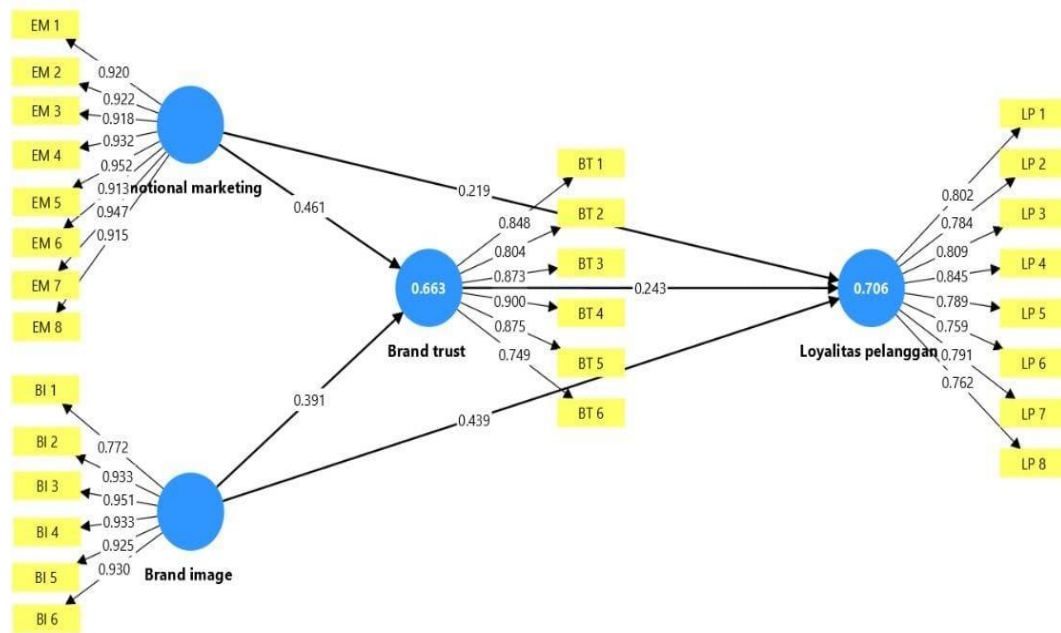 EM 1
EM 2
EM 3
EM 4
EM 5
EM 6
EM 7
EM 8
0.920
0.922
0.918
0.932
0.952
0.913
0.947
0.915
marketing
0.461
0.219
BT 1
BT 2
BT 3
BT 4
BT 5
BT 6
0.848
0.804
0.873
0.900
0.875
0.749
0.663
Brand trust
0.243
0.391
0.439
BI 1
BI 2
BI 3
BI 4
BI 5
BI 6
0.772
0.933
0.951
0.933
0.925
0.930
Brand image
0.706
Loyalitas pelanggan
0.802
0.784
0.809
0.845
0.789
0.759
0.791
0.762
LP 1
LP 2
LP 3
LP 4
LP 5
LP 6
LP 7
LP 8